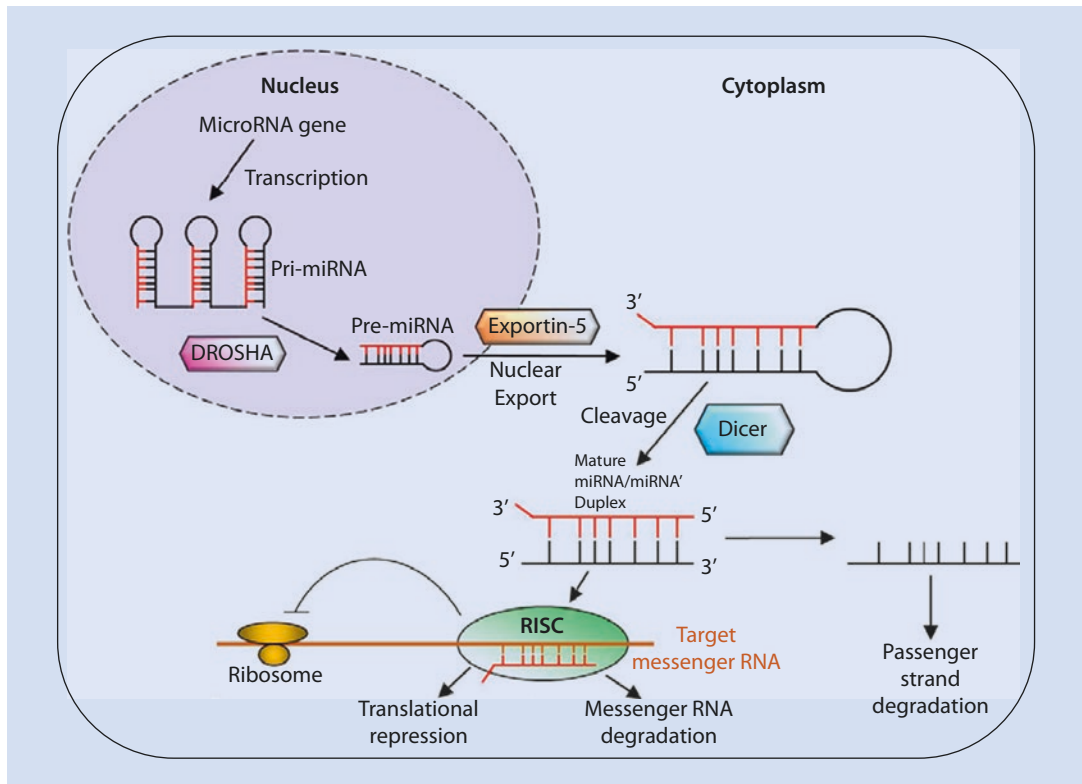 Nucleus
Cytoplasm
MicroRNA gene
Transcription
Pri-miRNA
DROSHA
Pre-miRNA
Exportin-5
Nuclear
Export
3′
5′
Cleavage
Dicer
Mature
miRNA/miRNA′
Duplex
3′
5′
5′
3′
RISC
Target
messenger RNA
Ribosome
Translational
repression
Messenger RNA
degradation
Passenger
strand
degradation